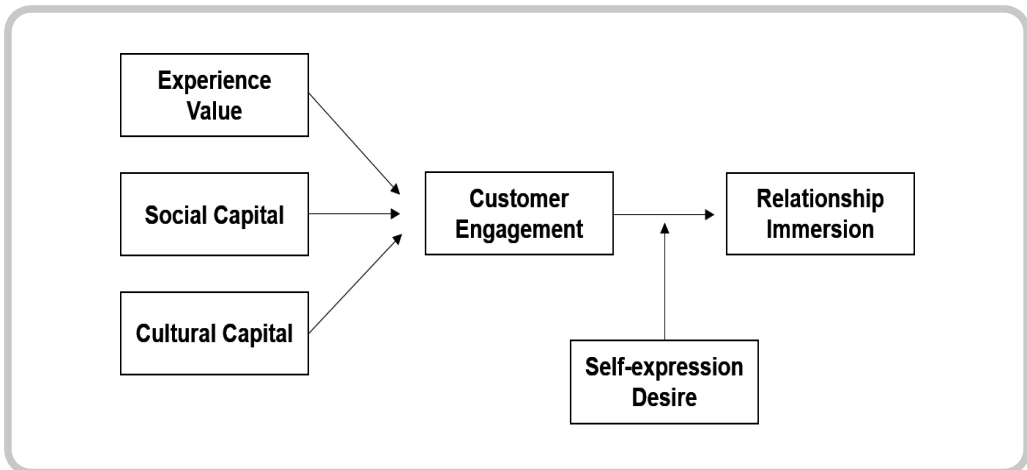 Experience
Value
Social Capital
Cultural Capital
Customer
Engagement
Relationship
Immersion
Self-expression
Desire